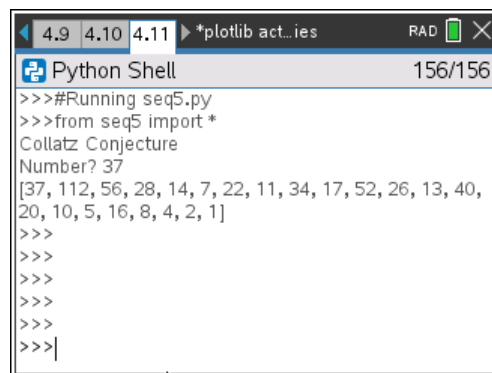 4.9 4.10 4.11 *plotlib act...ies RAD
Python Shell 156/156
>>>#Running seq5.py
>>>from seq5 import *
Collatz Conjecture
Number? 37
[37, 112, 56, 28, 14, 7, 22, 11, 34, 17, 52, 26, 13, 40,
20, 10, 5, 16, 8, 4, 2, 1]
>>>
>>>
>>>
>>>
>>>
>>>